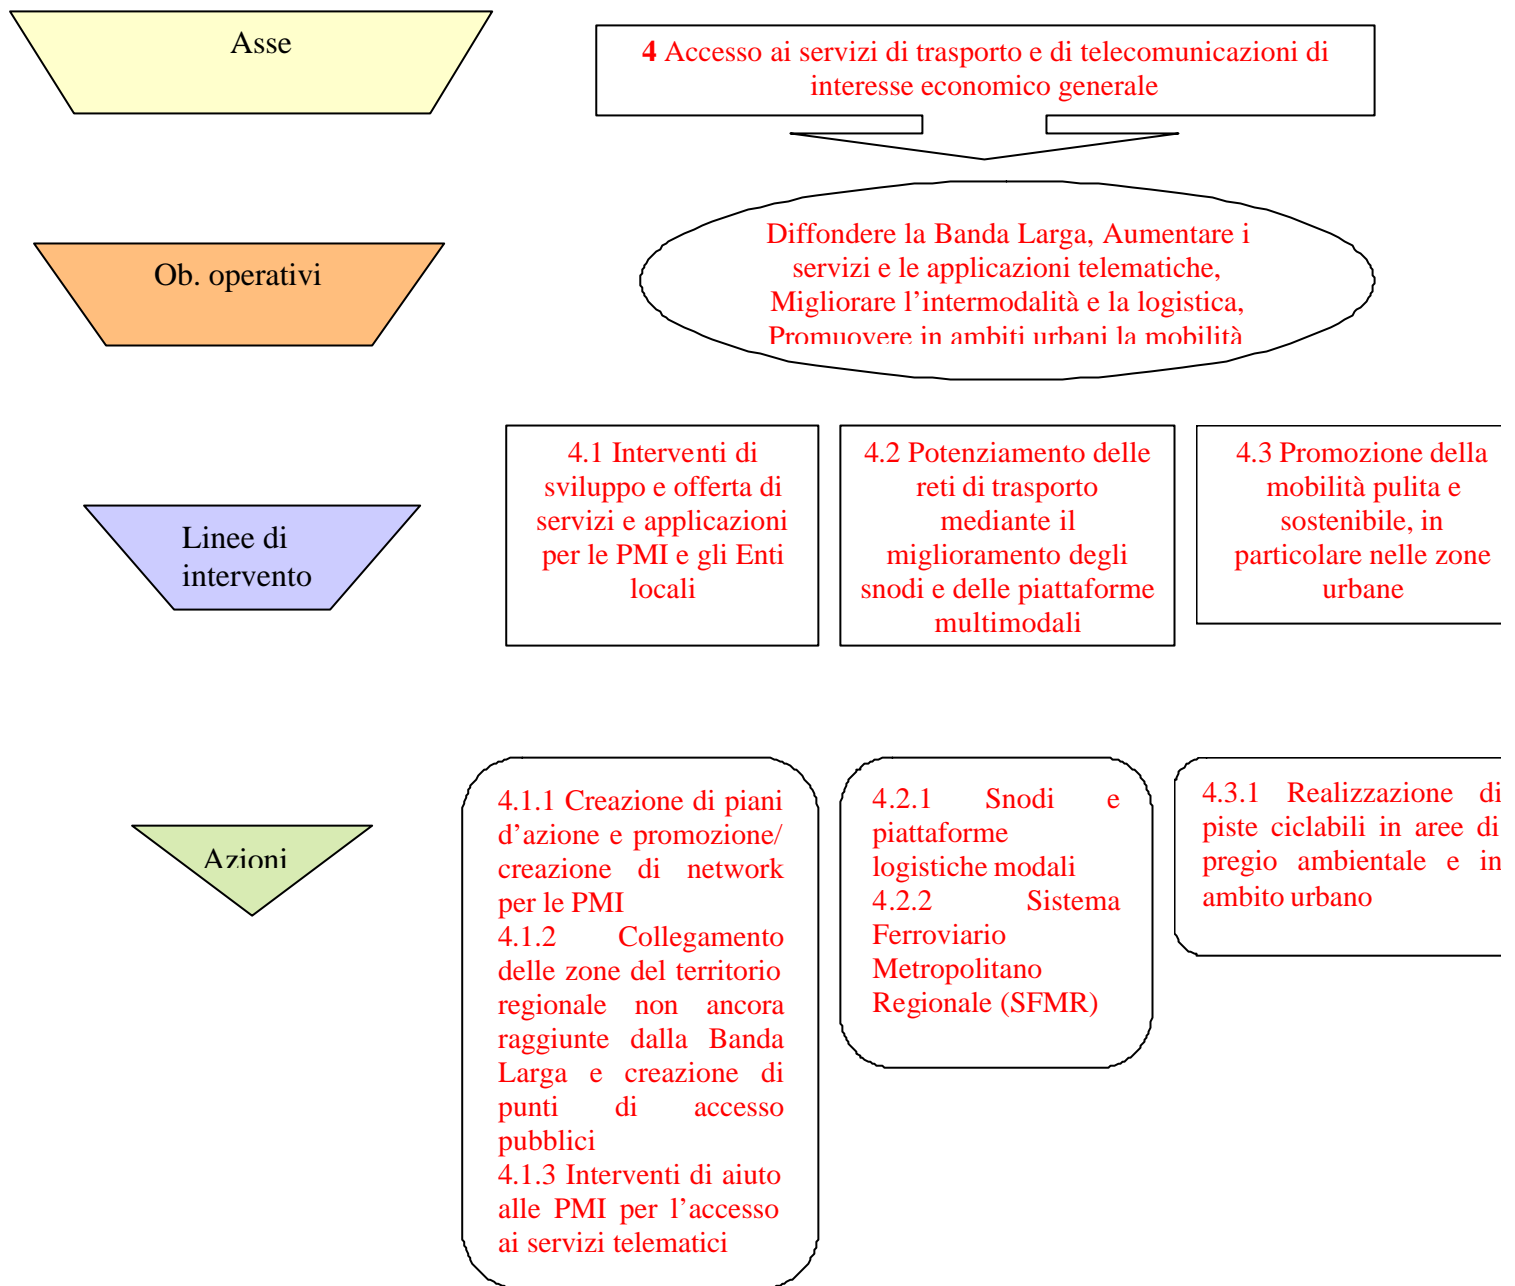 Asse
4 Accesso ai servizi di trasporto e di telecomunicazioni di
interesse economico generale
Ob. operativi
Diffondere la Banda Larga, Aumentare i
servizi e le applicazioni telematiche,
Migliorare l’intermodalità e la logistica,
Promuovere in ambiti urbani la mobilità
Linee di
intervento
4.1 Interventi di
sviluppo e offerta di
servizi e applicazioni
per le PMI e gli Enti
locali
4.2 Potenziamento delle
reti di trasporto
mediante il
miglioramento degli
snodi e delle piattaforme
multimodali
4.3 Promozione della
mobilità pulita e
sostenibile, in
particolare nelle zone
urbane
Azioni
4.1.1 Creazione di piani
d’azione e promozione/
creazione di network
per le PMI
4.1.2 Collegamento
delle zone del territorio
regionale non ancora
raggiunte dalla Banda
Larga e creazione di
punti di accesso
pubblici
4.1.3 Interventi di aiuto
alle PMI per l’accesso
ai servizi telematici
4.2.1 Snodi e
piattaforme
logistiche modali
4.2.2 Sistema
Ferroviario
Metropolitano
Regionale (SFMR)
4.3.1 Realizzazione di
piste ciclabili in aree di
pregio ambientale e in
ambito urbano